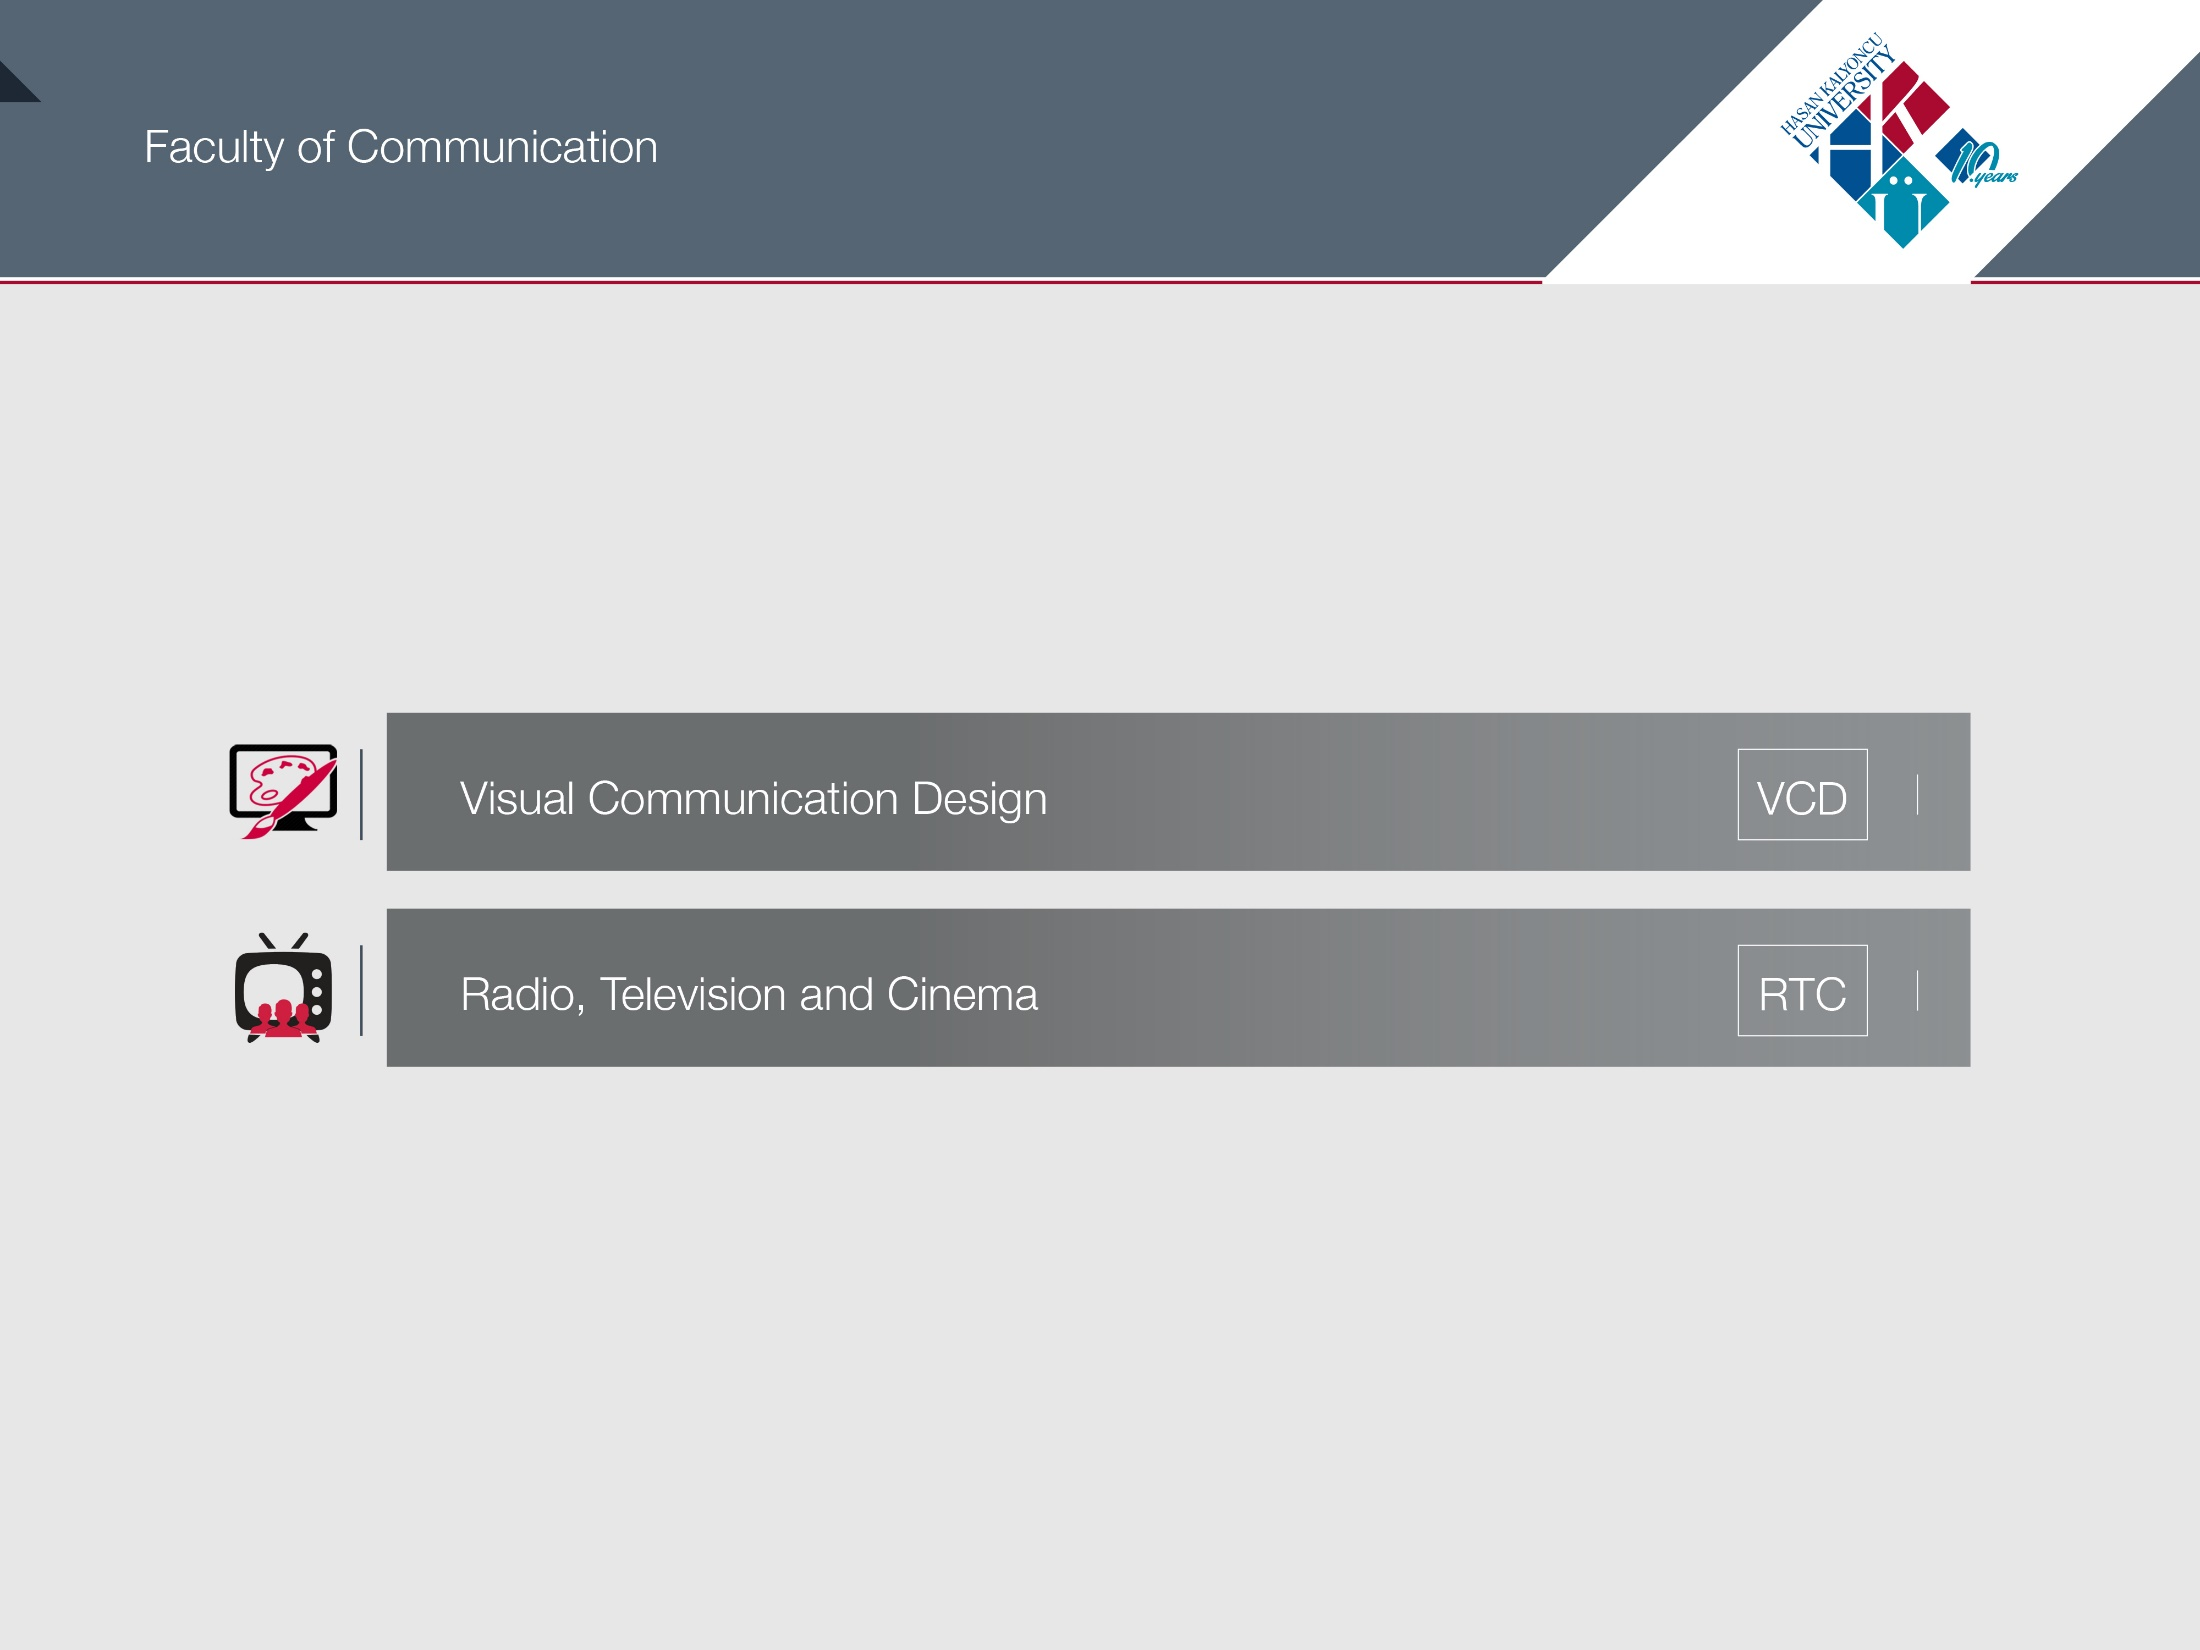 Faculty of Communication
HASAN KALYONCU
UNIVERSITY
10.years
Visual Communication Design
VCD
Radio, Television and Cinema
RTC